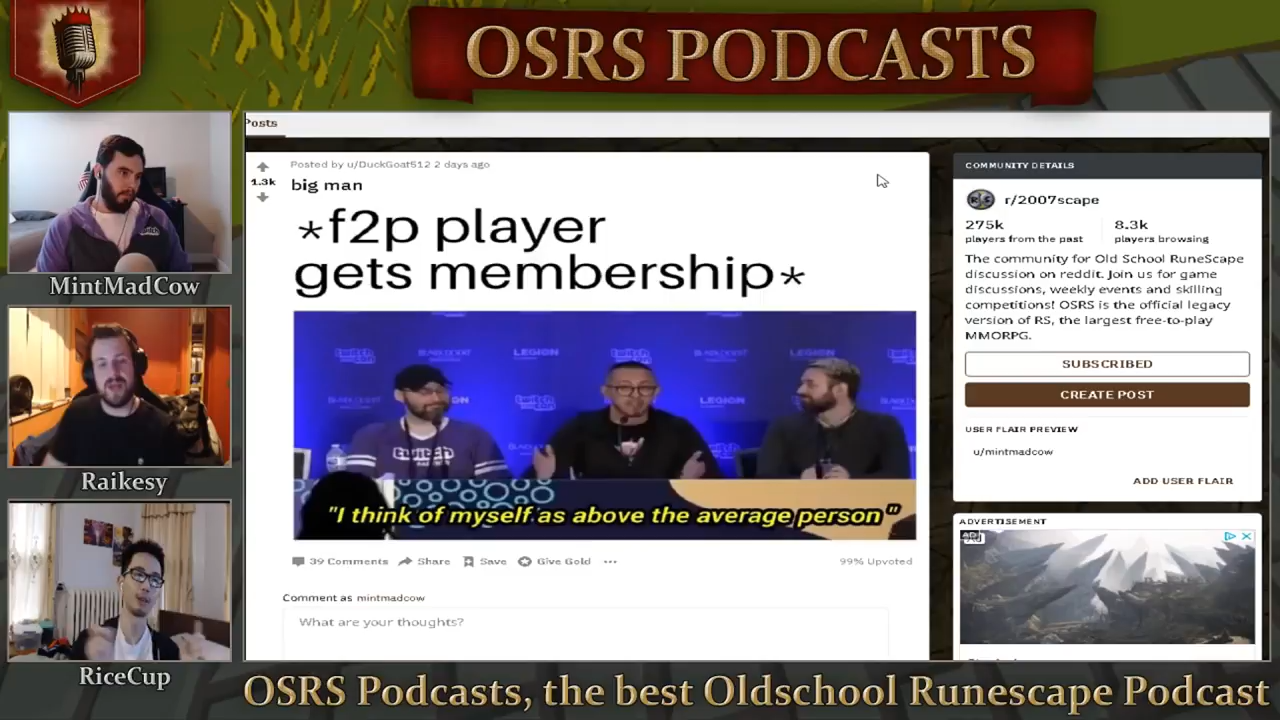 OSRS PODCASTS
MintMadCow
Raikesy
RiceCup
Posts
Posted by u/DuckGoat512 2 days ago
1.3k
big man
*f2p player
gets membership*
LEGION
LEGION
twitch
"I think of myself as above the average person"
39 Comments Share Save Give Gold ...
99% Upvoted
Comment as mintmadcow
What are your thoughts?
COMMUNITY DETAILS
r/2007scape
275k
players from the past
8.3k
players browsing
The community for Old School RuneScape
discussion on reddit. Join us for game
discussions, weekly events and skilling
competitions! OSRS is the official legacy
version of RS, the largest free-to-play
MMORPG.
SUBSCRIBED
CREATE POST
USER FLAIR PREVIEW
u/mintmadcow
ADD USER FLAIR
ADVERTISEMENT
OSRS Podcasts, the best Oldschool Runescape Podcast